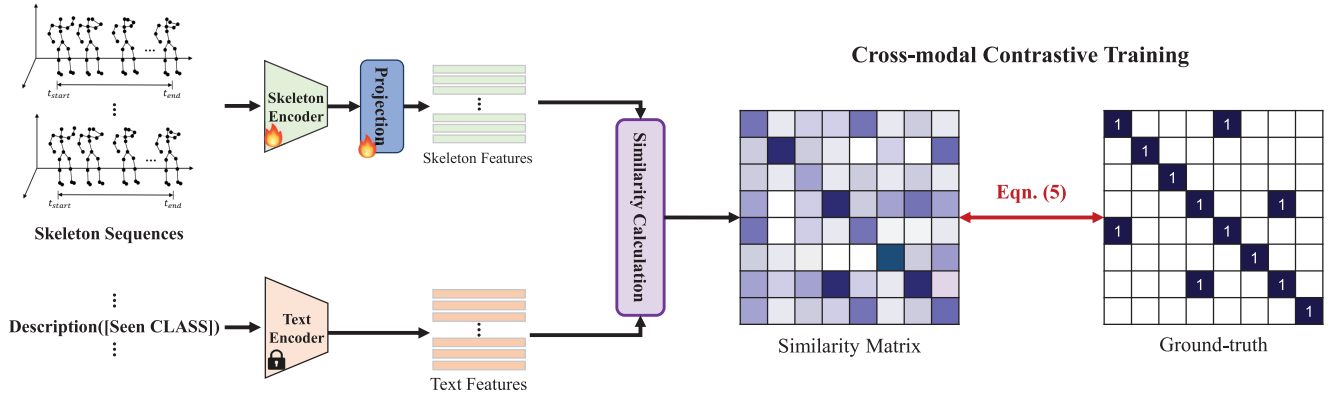 Cross-modal Contrastive Training
t_start
t_end
...
t_start
t_end
Skeleton Sequences
Skeleton
Encoder
Projection
Skeleton Features
Similarity Calculation
Description([Seen CLASS])
Text
Encoder
Text Features
Similarity Matrix
Eqn. (5)
1 1
1
1
1 1
1 1
1
1 1
1
Ground-truth